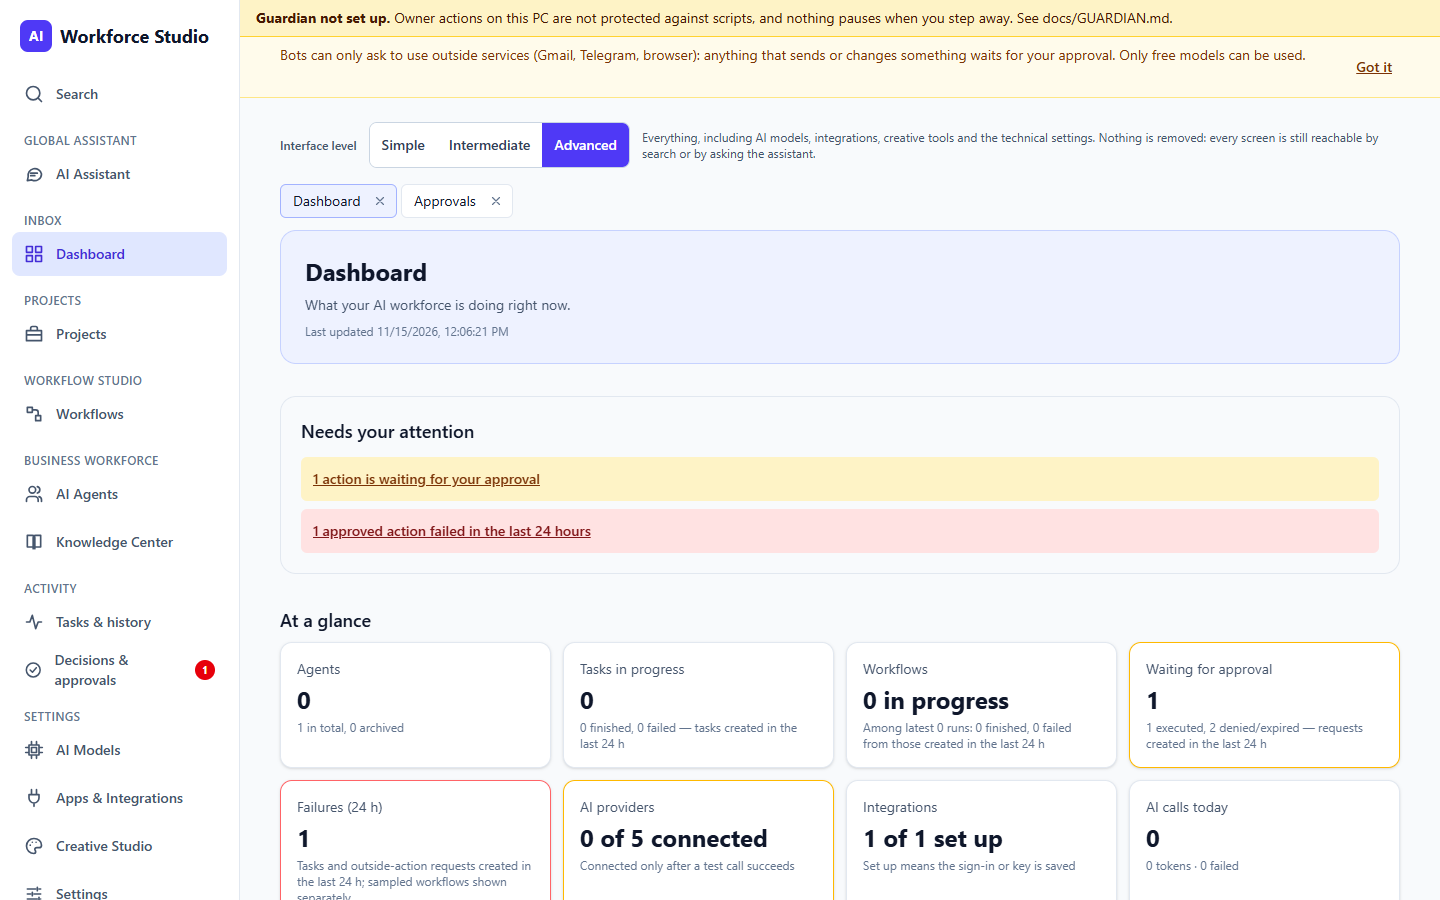 Guardian not set up. Owner actions on this PC are not protected against scripts, and nothing pauses when you step away. See docs/GUARDIAN.md.
Bots can only ask to use outside services (Gmail, Telegram, browser): anything that sends or changes something waits for your approval. Only free models can be used.
Got it
AI Workforce Studio
Search
GLOBAL ASSISTANT
AI Assistant
INBOX
Dashboard
PROJECTS
Projects
WORKFLOW STUDIO
Workflows
BUSINESS WORKFORCE
AI Agents
Knowledge Center
ACTIVITY
Tasks & history
Decisions &
approvals
1
SETTINGS
AI Models
Apps & Integrations
Creative Studio
Settings
Interface level
Simple Intermediate Advanced
Everything, including AI models, integrations, creative tools and the technical settings. Nothing is removed: every screen is still reachable by
search or by asking the assistant.
Dashboard × Approvals ×
Dashboard
What your AI workforce is doing right now.
Last updated 11/15/2026, 12:06:21 PM
Needs your attention
1 action is waiting for your approval
1 approved action failed in the last 24 hours
At a glance
Agents
0
1 in total, 0 archived
Tasks in progress
0
0 finished, 0 failed — tasks created in the
last 24 h
Workflows
0 in progress
Among latest 0 runs: 0 finished, 0 failed
from those created in the last 24 h
Waiting for approval
1
1 executed, 2 denied/expired — requests
created in the last 24 h
Failures (24 h)
1
Tasks and outside-action requests created in
the last 24 h; sampled workflows shown
separately
AI providers
0 of 5 connected
Connected only after a test call succeeds
Integrations
1 of 1 set up
Set up means the sign-in or key is saved
AI calls today
0
0 tokens · 0 failed